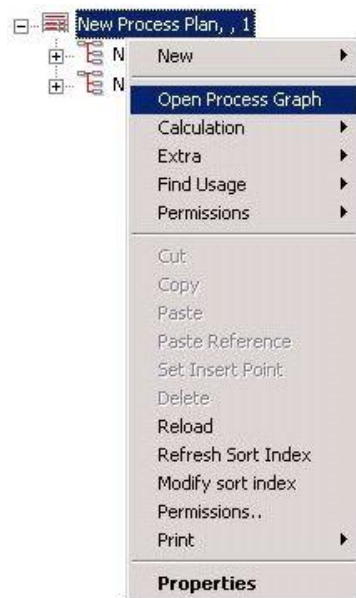 New Process Plan, , 1
N
N
New
Open Process Graph
Calculation
Extra
Find Usage
Permissions
Cut
Copy
Paste
Paste Reference
Set Insert Point
Delete
Reload
Refresh Sort Index
Modify sort index
Permissions..
Print
Properties